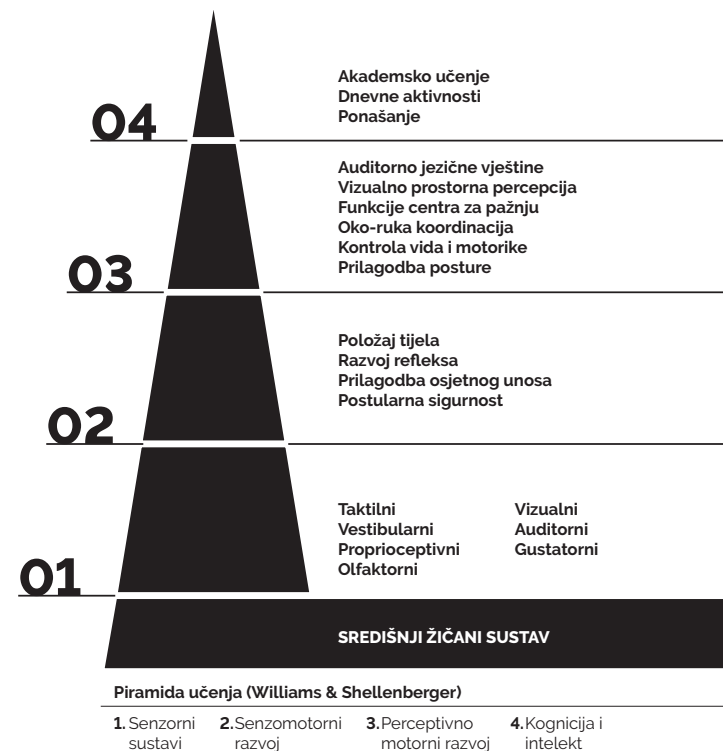 04
Akademsko učenje
Dnevne aktivnosti
Ponašanje
03
Auditorno jezične vještine
Vizualno prostorna percepcija
Funkcije centra za pažnju
Oko-ruka koordinacija
Kontrola vida i motorike
Prilagodba posture
02
Položaj tijela
Razvoj refleksa
Prilagodba osjetnog unosa
Postularna sigurnost
01
Taktilni
Vestibularni
Proprioceptivni
Olfaktorni
Vizualni
Auditorni
Gustatorni
SREDIŠNJI ŽIČANI SUSTAV
Piramida učenja (Williams & Shellenberger)
1. Senzorni
sustavi
2. Senzomotorni
razvoj
3. Perceptivno
motorni razvoj
4. Kognicija i
intelekt